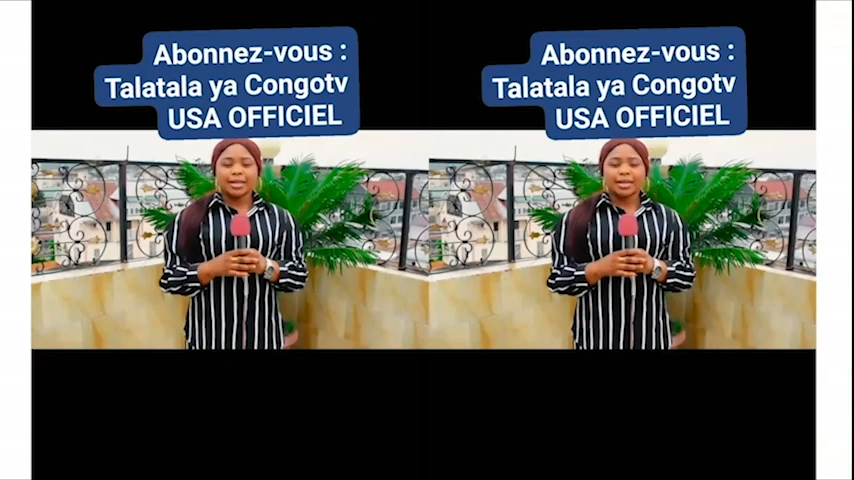 Abonnez-vous :
Talatala ya Congotv
USA OFFICIEL
Abonnez-vous :
Talatala ya Congotv
USA OFFICIEL